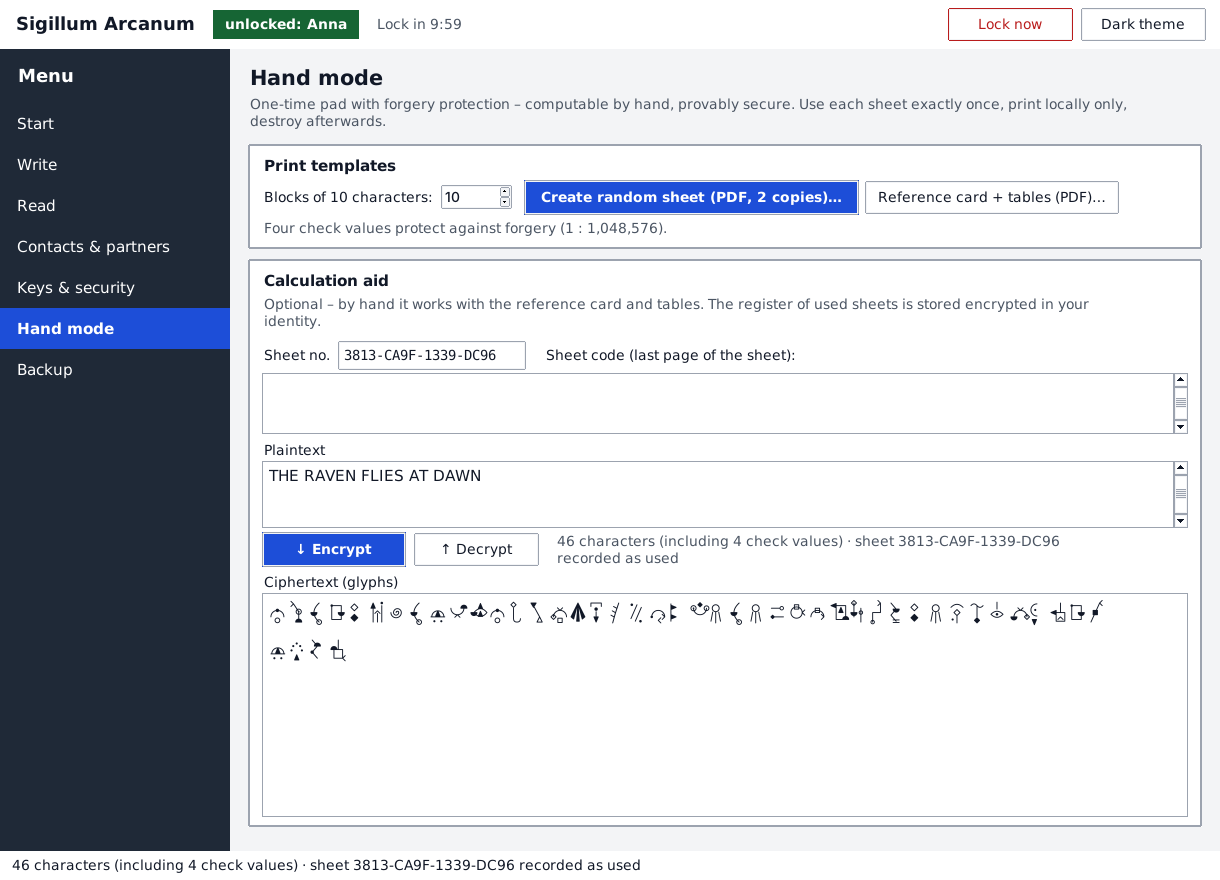 Sigillum Arcanum
unlocked: Anna
Lock in 9:59
Lock now
Dark theme
Menu
Start
Write
Read
Contacts & partners
Keys & security
Hand mode
Backup
Hand mode
One-time pad with forgery protection – computable by hand, provably secure. Use each sheet exactly once, print locally only,
destroy afterwards.
Print templates
Blocks of 10 characters: 10
Create random sheet (PDF, 2 copies)…
Reference card + tables (PDF)…
Four check values protect against forgery (1 : 1,048,576).
Calculation aid
Optional – by hand it works with the reference card and tables. The register of used sheets is stored encrypted in your
identity.
Sheet no. 3813-CA9F-1339-DC96 Sheet code (last page of the sheet):
Plaintext
THE RAVEN FLIES AT DAWN
↓ Encrypt
↑ Decrypt
46 characters (including 4 check values) · sheet 3813-CA9F-1339-DC96
recorded as used
Ciphertext (glyphs)
46 characters (including 4 check values) · sheet 3813-CA9F-1339-DC96 recorded as used